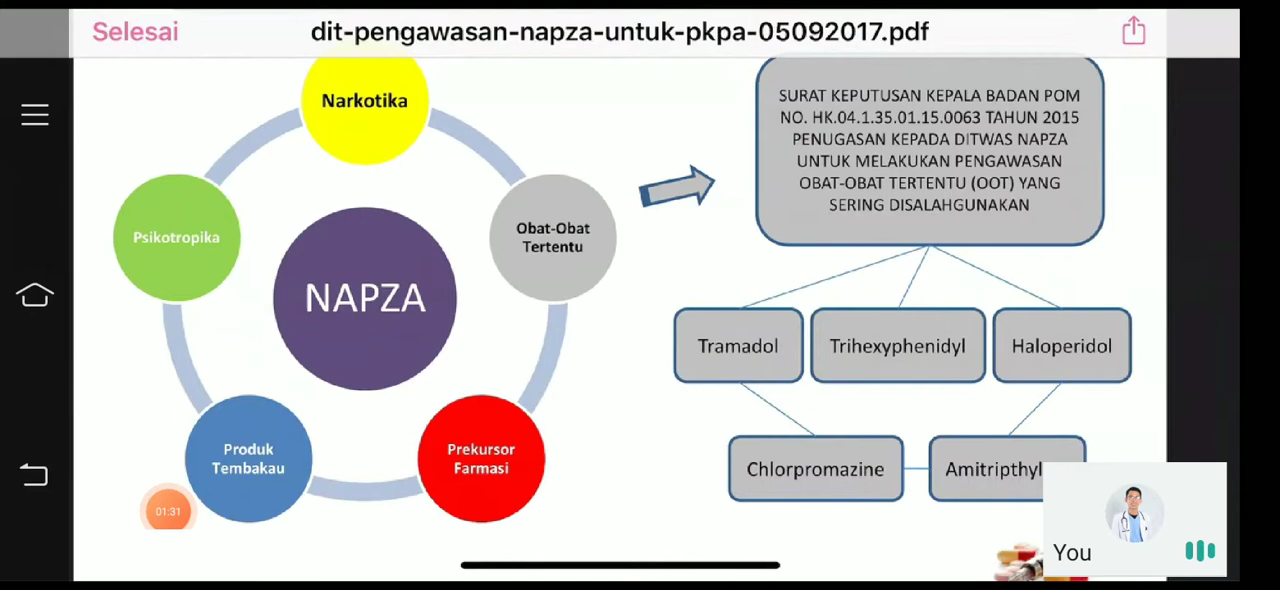 Selesai
dit-pengawasan-napza-untuk-pkpa-05092017.pdf
Narkotika
Psikotropika
Obat-Obat
Tertentu
NAPZA
Produk
Tembakau
Prekursor
Farmasi
SURAT KEPUTUSAN KEPALA BADAN POM
NO. HK.04.1.35.01.15.0063 TAHUN 2015
PENUGASAN KEPADA DITWAS NAPZA
UNTUK MELAKUKAN PENGAWASAN
OBAT-OBAT TERTENTU (OOT) YANG
SERING DISALAHGUNAKAN
Tramadol
Trihexyphenidyl
Haloperidol
Chlorpromazine
01:31
You